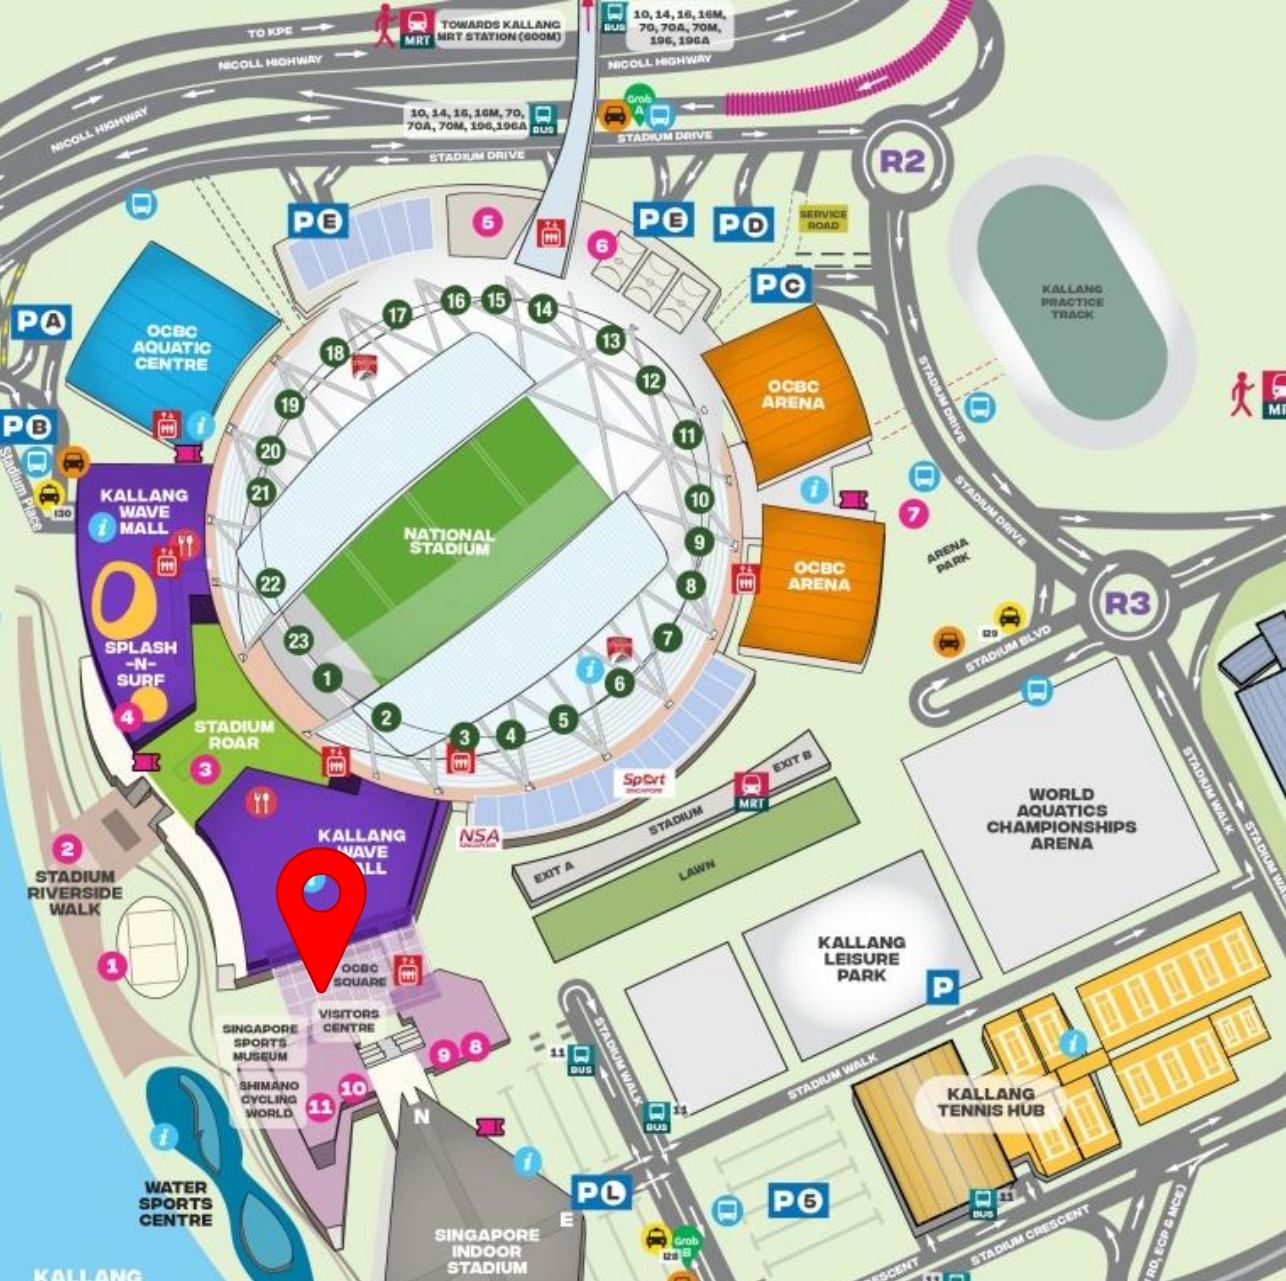 TO KPE
NICOLL HIGHWAY
NICOLL HIGHWAY
NICOLL HIGHWAY
MRT
TOWARDS KALLANG
MRT STATION (600M)
BUS
10, 14, 16, 16M,
70, 70A, 70M,
196, 196A
10, 14, 16, 16M, 70,
70A, 70M, 196,196A
BUS
Grab
A
STADIUM DRIVE
STADIUM DRIVE
R2
PE
5
6
PE
PD
SERVICE
ROAD
PC
KALLANG
PRACTICE
TRACK
PA
OCBC
AQUATIC
CENTRE
PB
Stadium Place
130
17
16
15
14
13
12
11
10
9
8
7
6
5
4
3
2
1
23
22
21
20
19
18
NATIONAL
STADIUM
OCBC
ARENA
OCBC
ARENA
STADIUM DRIVE
STADIUM DRIVE
7
ARENA
PARK
129
STADIUM BLVD
R3
KALLANG
WAVE
MALL
SPLASH
-N-
SURF
4
STADIUM
ROAR
3
2
STADIUM
RIVERSIDE
WALK
1
KALLANG
WAVE
ALL
NSA
SINGAPORE
Sport
SINGAPORE
EXIT A
STADIUM
EXIT B
MRT
LAWN
WORLD
AQUATICS
CHAMPIONSHIPS
ARENA
STADIUM WALK
KALLANG
LEISURE
PARK
P
OCBC
SQUARE
VISITORS
CENTRE
SINGAPORE
SPORTS
MUSEUM
SHIMANO
CYCLING
WORLD
11
10
9
8
STADIUM WALK
11
BUS
11
BUS
STADIUM WALK
KALLANG
TENNIS HUB
BUS
11
STADIUM CRESCENT
N
E
PL
P5
SINGAPORE
INDOOR
STADIUM
128
Grab
B
WATER
SPORTS
CENTRE
KALLANG